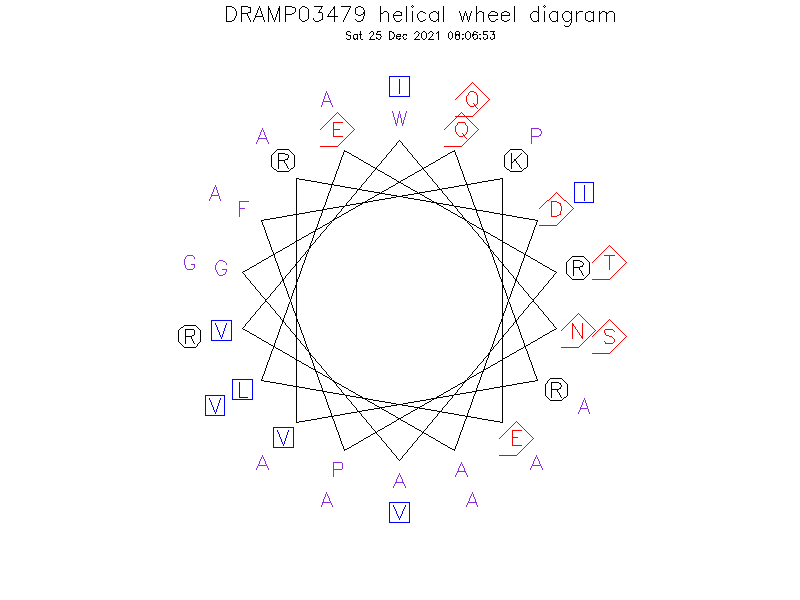 DRAMP03479 helical wheel diagram
Sat 25 Dec 2021 08:06:53
I
A Q
W
E Q
A P
R K
A I
F D
G G R T
R V N S
L R
V A
V E
A P A A
A A A
V